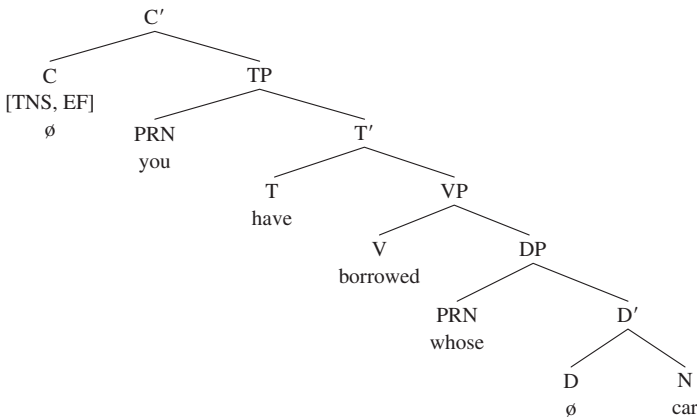 C′
C TP
[TNS, EF]
ø PRN T′
you
T VP
have
V DP
borrowed
PRN D′
whose
D N
ø car